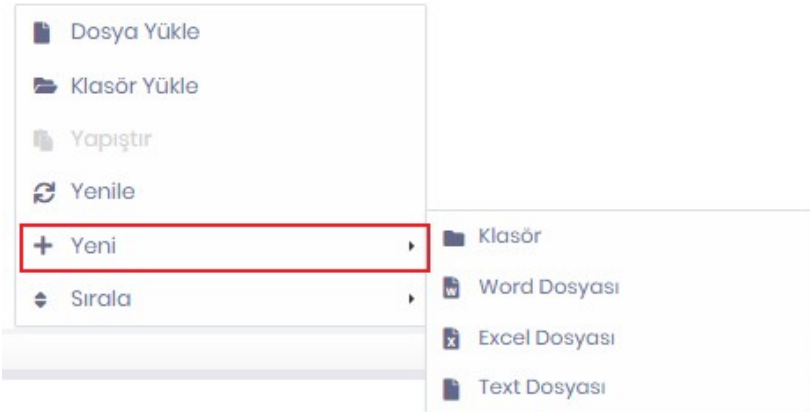 Dosya Yükle
Klasör Yükle
Yapıştır
Yenile
Yeni
Sırala
Klasör
Word Dosyası
Excel Dosyası
Text Dosyası